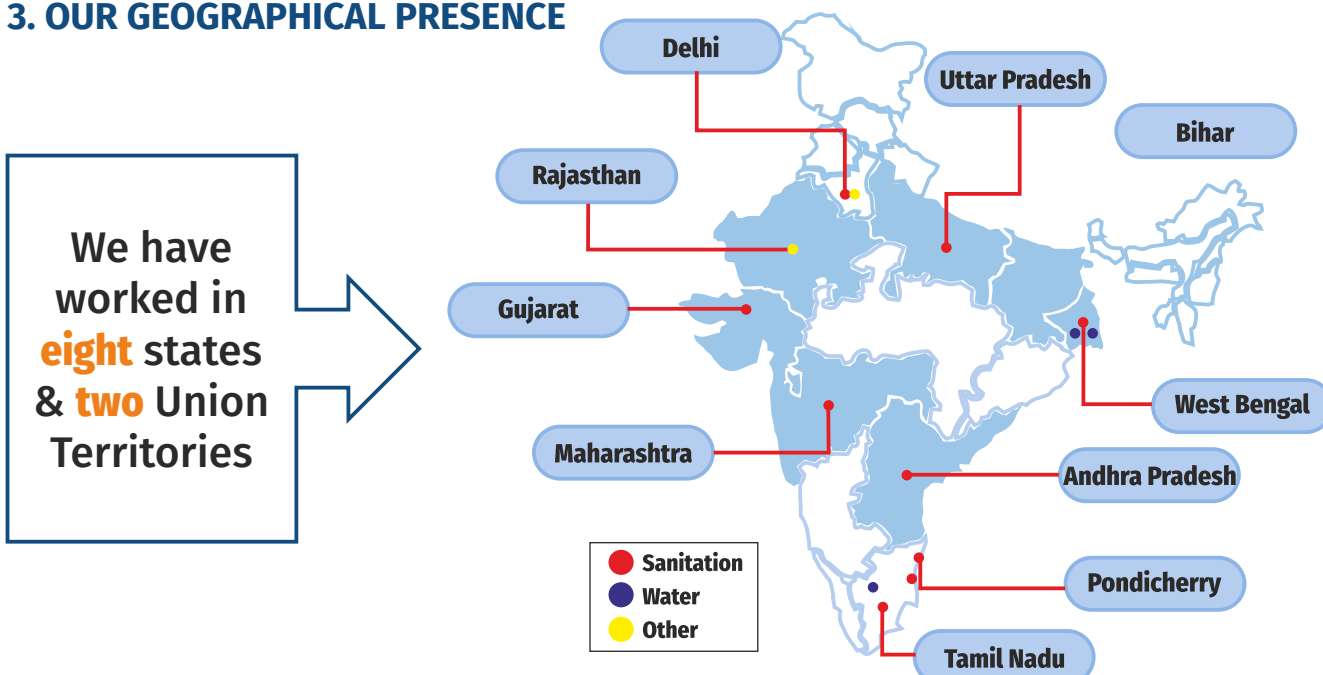 3. OUR GEOGRAPHICAL PRESENCE
We have
worked in
eight states
& two Union
Territories
Delhi
Uttar Pradesh
Bihar
Rajasthan
Gujarat
West Bengal
Maharashtra
Andhra Pradesh
Sanitation
Water
Other
Pondicherry
Tamil Nadu